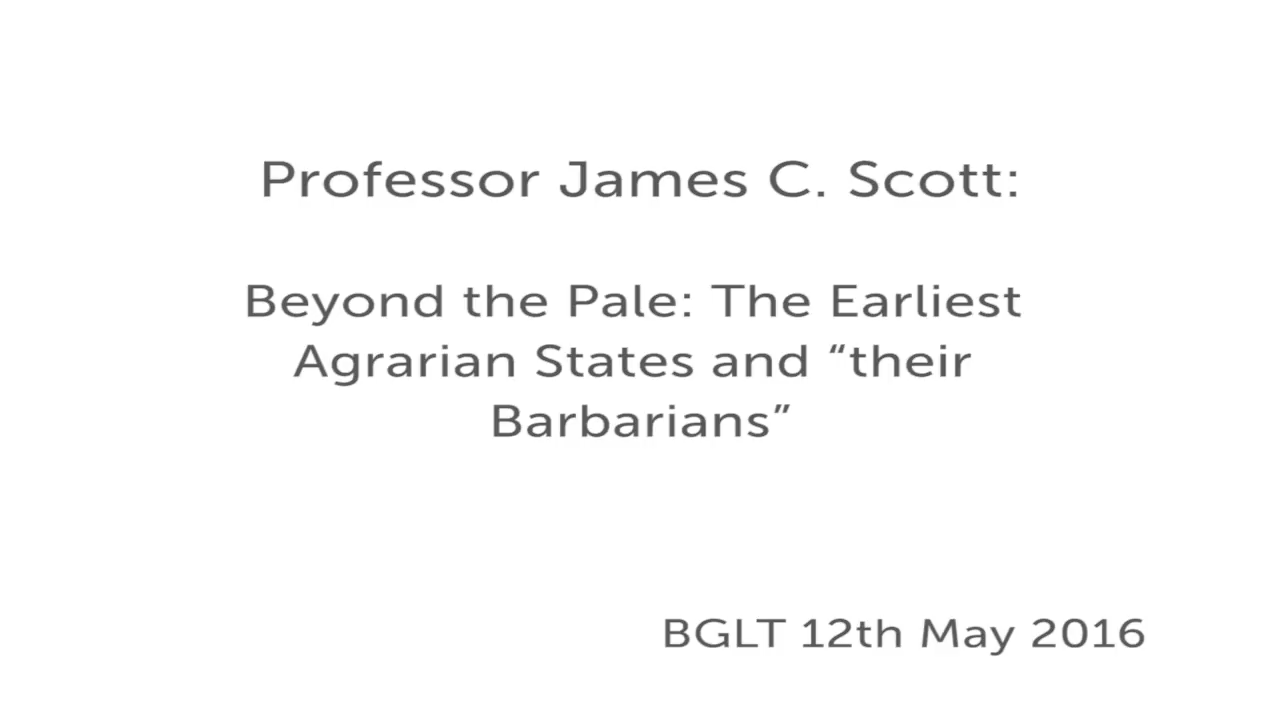 Professor James C. Scott:
Beyond the Pale: The Earliest
Agrarian States and “their
Barbarians”
BGLT 12th May 2016